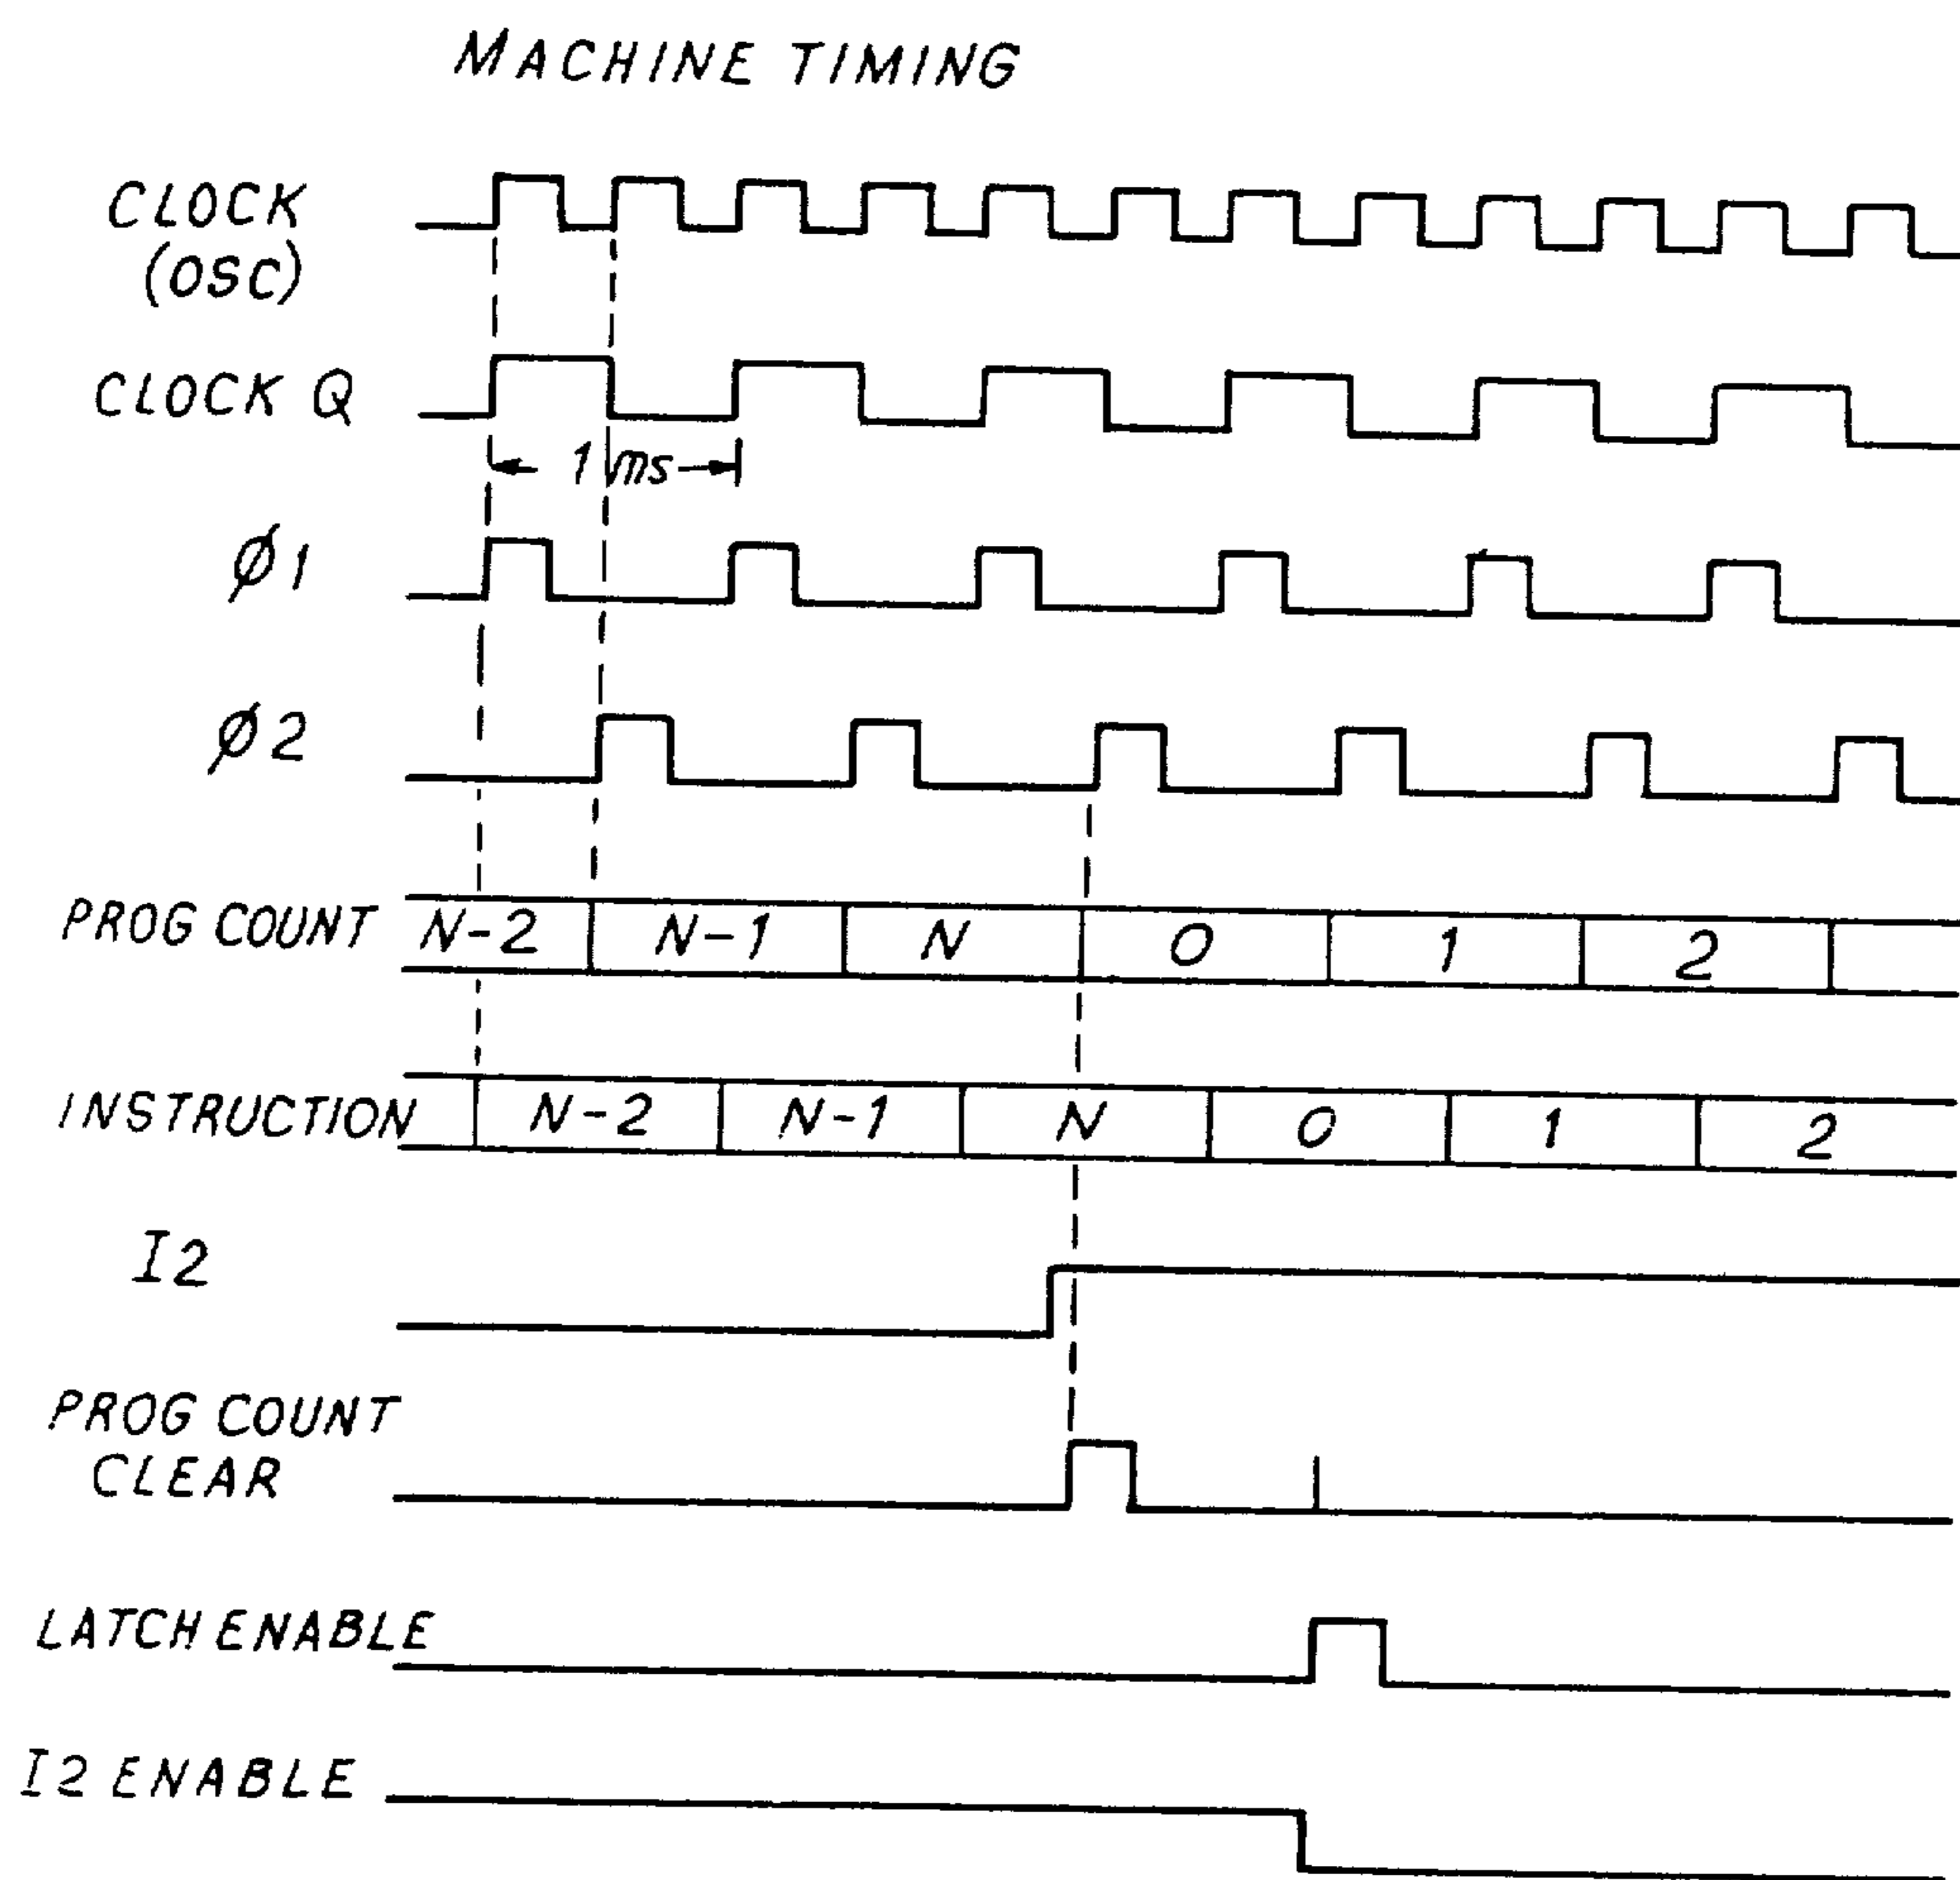 MACHINE TIMING
CLOCK
(OSC)
CLOCK Q
1 ms
Ø1
Ø2
PROG COUNT N-2 N-1 N 0 1 2
INSTRUCTION N-2 N-1 N 0 1 2
I2
PROG COUNT
CLEAR
LATCH ENABLE
I2 ENABLE